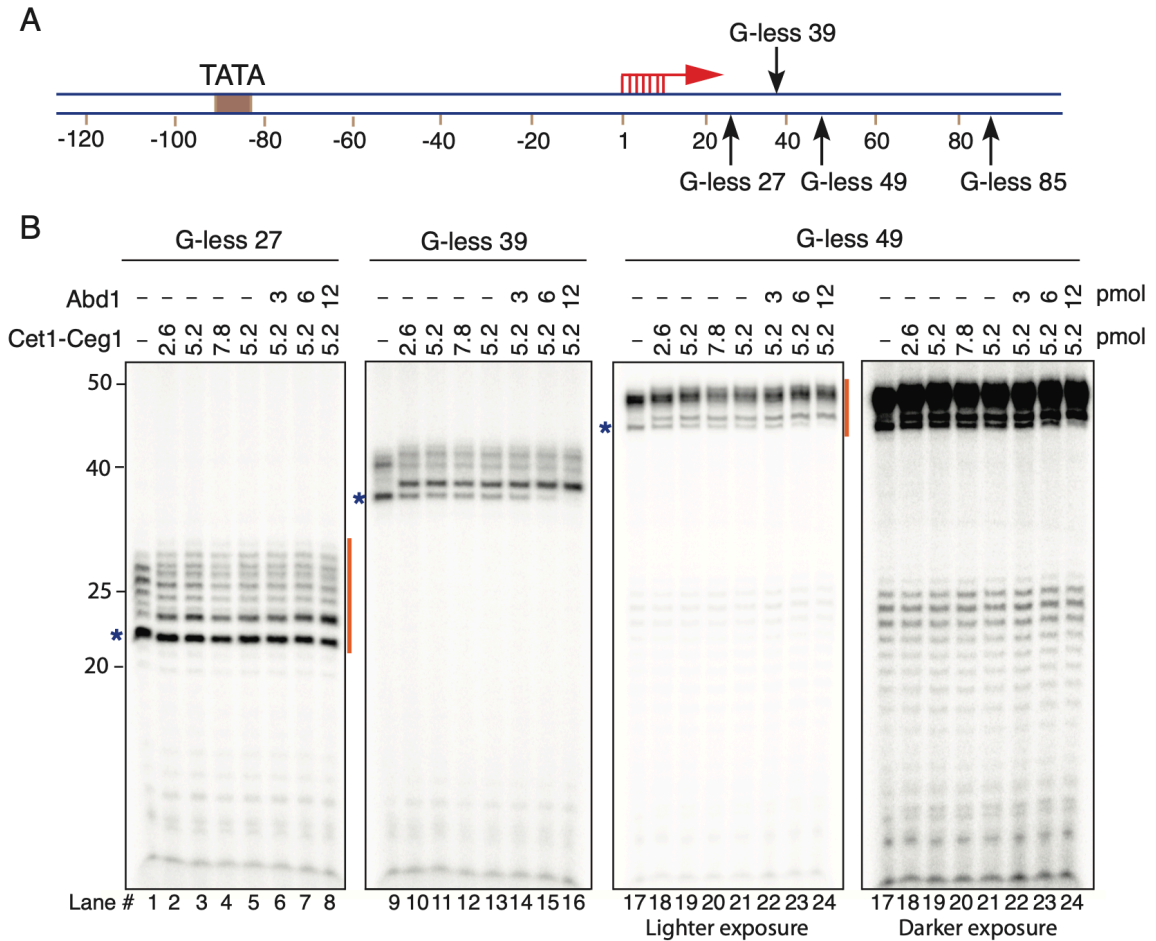 A
G-less 39
TATA
-120 -100 -80 -60 -40 -20 1 20 40 60 80
G-less 27 G-less 49 G-less 85
B
G-less 27 G-less 39 G-less 49
Abd1 – – – – – 3 6 12 – – – – – 3 6 12 – – – – – 3 6 12 – – – – – 3 6 12 pmol
Cet1-Ceg1 – 2.6 5.2 7.8 5.2 5.2 5.2 5.2 – 2.6 5.2 7.8 5.2 5.2 5.2 5.2 – 2.6 5.2 7.8 5.2 5.2 5.2 5.2 – 2.6 5.2 7.8 5.2 5.2 5.2 5.2 pmol
50
*
40
*
25
*
20
Lane # 1 2 3 4 5 6 7 8 9 10 11 12 13 14 15 16 17 18 19 20 21 22 23 24 17 18 19 20 21 22 23 24
Lighter exposure Darker exposure